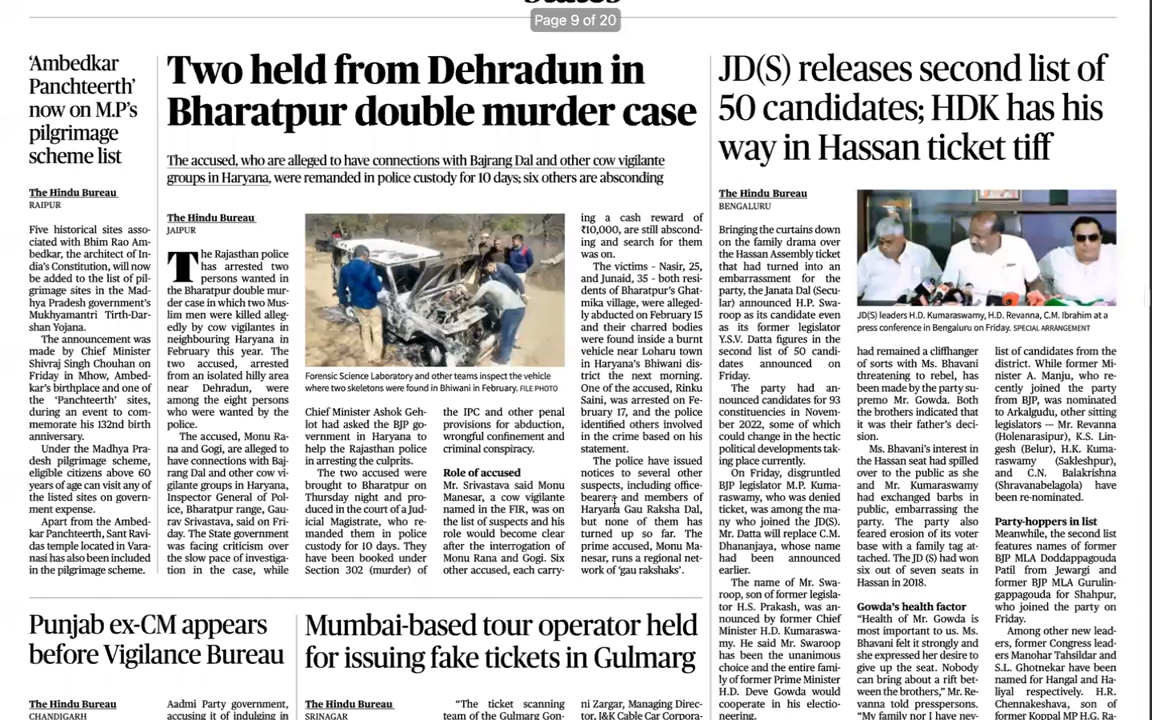 States
Page 9 of 20
‘Ambedkar
Panchteerth’
now on M.P’s
pilgrimage
scheme list
The Hindu Bureau
RAIPUR
Five historical sites asso-
ciated with Bhim Rao Am-
bedkar, the architect of In-
dia’s Constitution, will now
be added to the list of pil-
grimage sites in the Mad-
hya Pradesh government’s
Mukhyamantri Tirth-Dar-
shan Yojana.
The announcement was
made by Chief Minister
Shivraj Singh Chouhan on
Friday in Mhow, Ambed-
kar’s birthplace and one of
the ‘Panchteerth’ sites,
during an event to com-
memorate his 132nd birth
anniversary.
Under the Madhya Pra-
desh pilgrimage scheme,
eligible citizens above 60
years of age can visit any of
the listed sites on govern-
ment expense.
Apart from the Ambed-
kar Panchteerth, Sant Ravi-
das temple located in Vara-
nasi has also been included
in the pilgrimage scheme.
Two held from Dehradun in
Bharatpur double murder case
The accused, who are alleged to have connections with Bajrang Dal and other cow vigilante
groups in Haryana, were remanded in police custody for 10 days; six others are absconding
The Hindu Bureau
JAIPUR
The Rajasthan police
has arrested two
persons wanted in
the Bharatpur double mur-
der case in which two Mus-
lim men were killed alleg-
edly by cow vigilantes in
neighbouring Haryana in
February this year. The
two accused, arrested
from an isolated hilly area
near Dehradun, were
among the eight persons
who were wanted by the
police.
The accused, Monu Ra-
na and Gogi, are alleged to
have connections with Baj-
rang Dal and other cow vi-
gilante groups in Haryana,
Inspector General of Pol-
ice, Bharatpur range, Gau-
rav Srivastava, said on Fri-
day. The State government
was facing criticism over
the slow pace of investiga-
tion in the case, while
Forensic Science Laboratory and other teams inspect the vehicle
where two skeletons were found in Bhiwani in February. FILE PHOTO
Chief Minister Ashok Geh-
lot had asked the BJP go-
vernment in Haryana to
help the Rajasthan police
in arresting the culprits.
The two accused were
brought to Bharatpur on
Thursday night and pro-
duced in the court of a Jud-
icial Magistrate, who re-
manded them in police
custody for 10 days. They
have been booked under
Section 302 (murder) of
the IPC and other penal
provisions for abduction,
wrongful confinement and
criminal conspiracy.
Role of accused
Mr. Srivastava said Monu
Manesar, a cow vigilante
named in the FIR, was on
the list of suspects and his
role would become clear
after the interrogation of
Monu Rana and Gogi. Six
other accused, each carry-
ing a cash reward of
₹10,000, are still abscond-
ing and search for them
was on.
The victims – Nasir, 25,
and Junaid, 35 – both resi-
dents of Bharatpur’s Ghat-
mika village, were alleged-
ly abducted on February 15
and their charred bodies
were found inside a burnt
vehicle near Loharu town
in Haryana’s Bhiwani dis-
trict the next morning.
One of the accused, Rinku
Saini, was arrested on Fe-
bruary 17, and the police
identified others involved
in the crime based on his
statement.
The police have issued
notices to several other
suspects, including office-
bearers and members of
Haryana Gau Raksha Dal,
but none of them has
turned up so far. The
prime accused, Monu Ma-
nesar, runs a regional net-
work of ‘gau rakshaks’.
JD(S) releases second list of
50 candidates; HDK has his
way in Hassan ticket tiff
The Hindu Bureau
BENGALURU
Bringing the curtains down
on the family drama over
the Hassan Assembly ticket
that had turned into an
embarrassment for the
party, the Janata Dal (Secu-
lar) announced H.P. Swa-
roop as its candidate even
as its former legislator
Y.S.V. Datta figures in the
second list of 50 candi-
dates announced on
Friday.
The party had an-
nounced candidates for 93
constituencies in Novem-
ber 2022, some of which
could change in the hectic
political developments tak-
ing place currently.
On Friday, disgruntled
BJP legislator M.P. Kuma-
raswamy, who was denied
ticket, was among the ma-
ny who joined the JD(S).
Mr. Datta will replace C.M.
Dhananjaya, whose name
had been announced
earlier.
The name of Mr. Swa-
roop, son of former legisla-
tor H.S. Prakash, was an-
nounced by former Chief
Minister H.D. Kumaraswa-
my. He said Mr. Swaroop
has been the unanimous
choice and the entire fami-
ly of former Prime Minister
H.D. Deve Gowda would
cooperate in his electio-
neering.
JD(S) leaders H.D. Kumaraswamy, H.D. Revanna, C.M. Ibrahim at a
press conference in Bengaluru on Friday. SPECIAL ARRANGEMENT
had remained a cliffhanger
of sorts with Ms. Bhavani
threatening to rebel, has
been made by the party su-
premo Mr. Gowda. Both
the brothers indicated that
it was their father’s deci-
sion.
Ms. Bhavani’s interest in
the Hassan seat had spilled
over to the public as she
and Mr. Kumaraswamy
had exchanged barbs in
public, embarrassing the
party. The party also
feared erosion of its voter
base with a family tag at-
tached. The JD (S) had won
six out of seven seats in
Hassan in 2018.
Gowda’s health factor
“Health of Mr. Gowda is
most important to us. Ms.
Bhavani felt it strongly and
she expressed her desire to
give up the seat. Nobody
can bring about a rift bet-
ween the brothers,” Mr. Re-
vanna told presspersons.
“My family nor I have nev-
list of candidates from the
district. While former Mi-
nister A. Manju, who re-
cently joined the party
from BJP, was nominated
to Arkalgudu, other sitting
legislators –- Mr. Revanna
(Holenarasipur), K.S. Lin-
gesh (Belur), H.K. Kuma-
raswamy (Sakleshpur),
and C.N. Balakrishna
(Shravanabelagola) have
been re-nominated.
Party-hoppers in list
Meanwhile, the second list
features names of former
BJP MLA Doddappagouda
Patil from Jewargi and
former BJP MLA Gurulin-
gappagouda for Shahpur,
who joined the party on
Friday.
Among other new lead-
ers, former Congress lead-
ers Manohar Tahsildar and
S.L. Ghotnekar have been
named for Hangal and Ha-
liyal respectively. H.R.
Chennakeshava, son of
former Koppal MP H.G. Ra-
Punjab ex-CM appears
before Vigilance Bureau
The Hindu Bureau
CHANDIGARH
Aadmi Party government,
accusing it of indulging in
Mumbai-based tour operator held
for issuing fake tickets in Gulmarg
The Hindu Bureau
SRINAGAR
“The ticket scanning
team of the Gulmarg Gon-
ni Zargar, Managing Direc-
tor, J&K Cable Car Corpora-